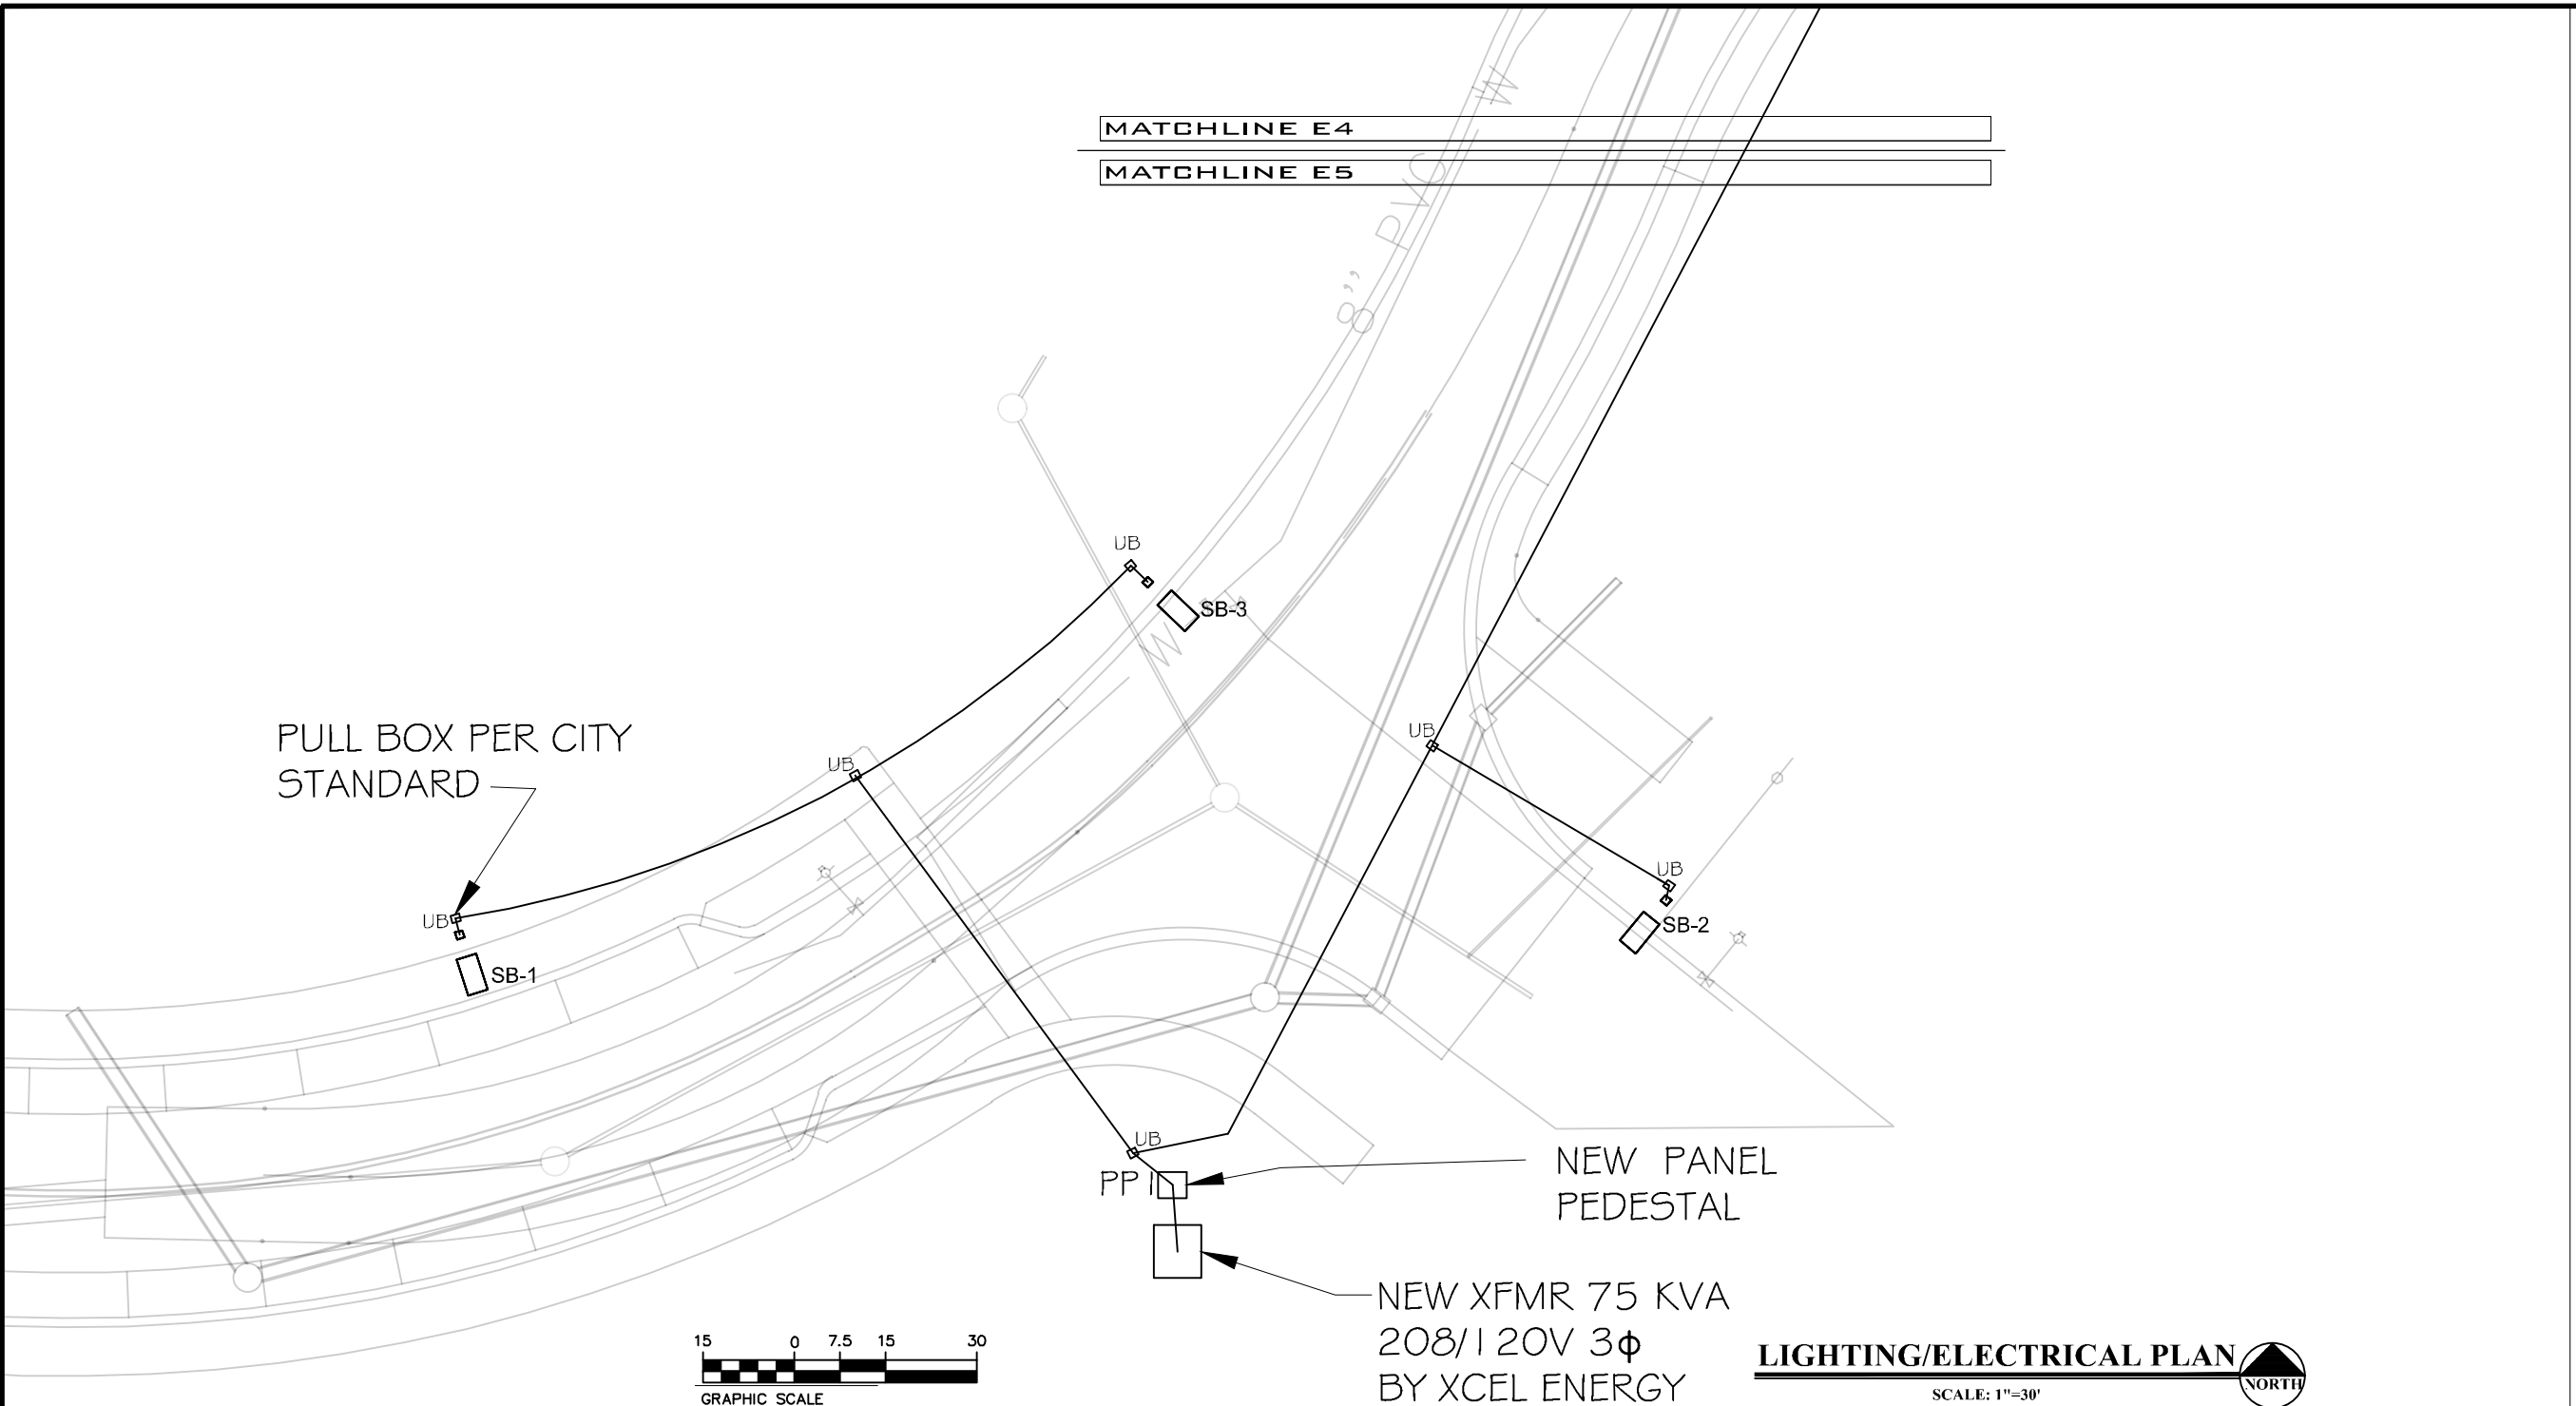 MATCHLINE E4
MATCHLINE E5
8'' PVC W
UB
SB-3
W
PULL BOX PER CITY
STANDARD
UB
UB
UB
UB
SB-2
UB
SB-1
UB
PP1
NEW PANEL
PEDESTAL
NEW XFMR 75 KVA
208/120V 3ϕ
BY XCEL ENERGY
15 0 7.5 15 30
GRAPHIC SCALE
LIGHTING/ELECTRICAL PLAN
NORTH
SCALE: 1"=30'